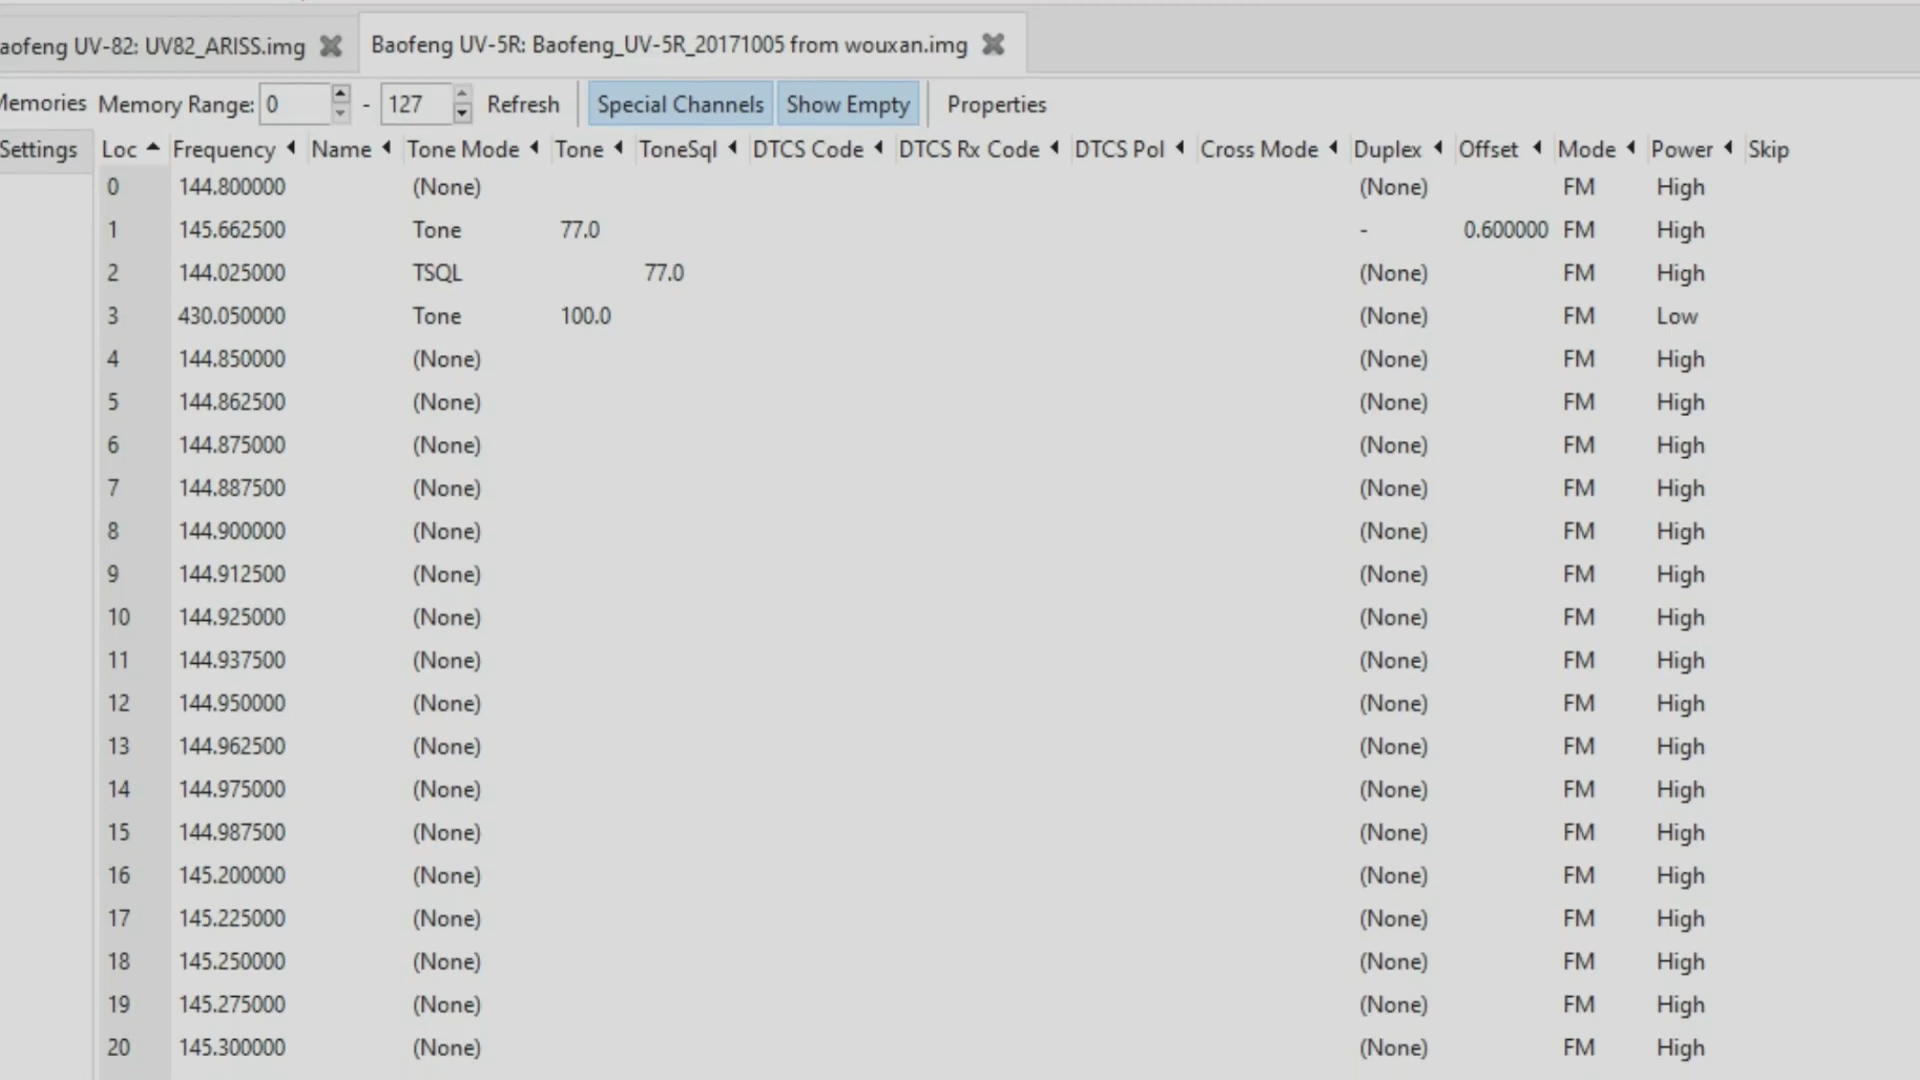 aofeng UV-82: UV82_ARISS.img Baofeng UV-5R: Baofeng_UV-5R_20171005 from wouxan.img
Memories Memory Range: 0 - 127 Refresh Special Channels Show Empty Properties
Settings Loc Frequency Name Tone Mode Tone ToneSql DTCS Code DTCS Rx Code DTCS Pol Cross Mode Duplex Offset Mode Power Skip
0 144.800000 (None) (None) FM High
1 145.662500 Tone 77.0 - 0.600000 FM High
2 144.025000 TSQL 77.0 (None) FM High
3 430.050000 Tone 100.0 (None) FM Low
4 144.850000 (None) (None) FM High
5 144.862500 (None) (None) FM High
6 144.875000 (None) (None) FM High
7 144.887500 (None) (None) FM High
8 144.900000 (None) (None) FM High
9 144.912500 (None) (None) FM High
10 144.925000 (None) (None) FM High
11 144.937500 (None) (None) FM High
12 144.950000 (None) (None) FM High
13 144.962500 (None) (None) FM High
14 144.975000 (None) (None) FM High
15 144.987500 (None) (None) FM High
16 145.200000 (None) (None) FM High
17 145.225000 (None) (None) FM High
18 145.250000 (None) (None) FM High
19 145.275000 (None) (None) FM High
20 145.300000 (None) (None) FM High